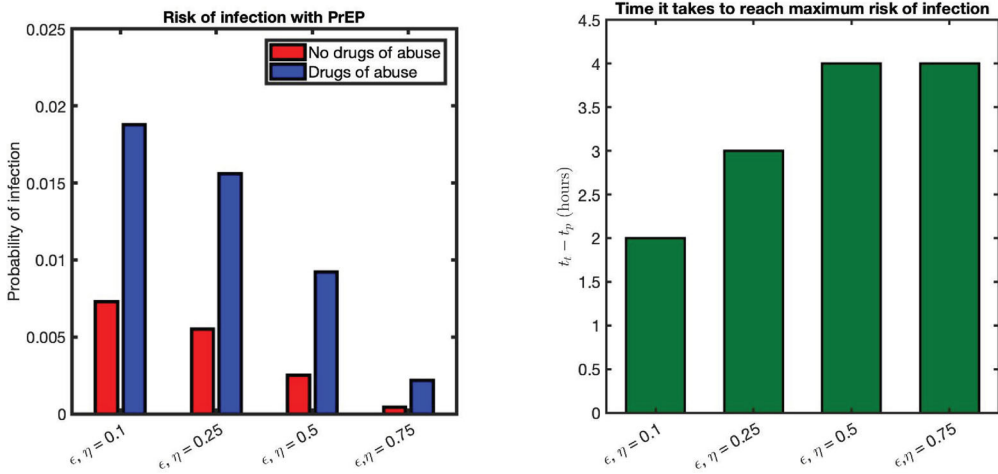 Risk of infection with PrEP
0.025
0.02
0.015
0.01
0.005
0
Probability of infection
No drugs of abuse
Drugs of abuse
ϵ, η = 0.1
ϵ, η = 0.25
ϵ, η = 0.5
ϵ,η = 0.75
Time it takes to reach maximum risk of infection
4.5
4
3.5
3
2.5
2
1.5
1
0.5
0
t_t − t_p (hours)
ϵ, η = 0.1
ϵ, η = 0.25
ϵ, η = 0.5
ϵ,η = 0.75